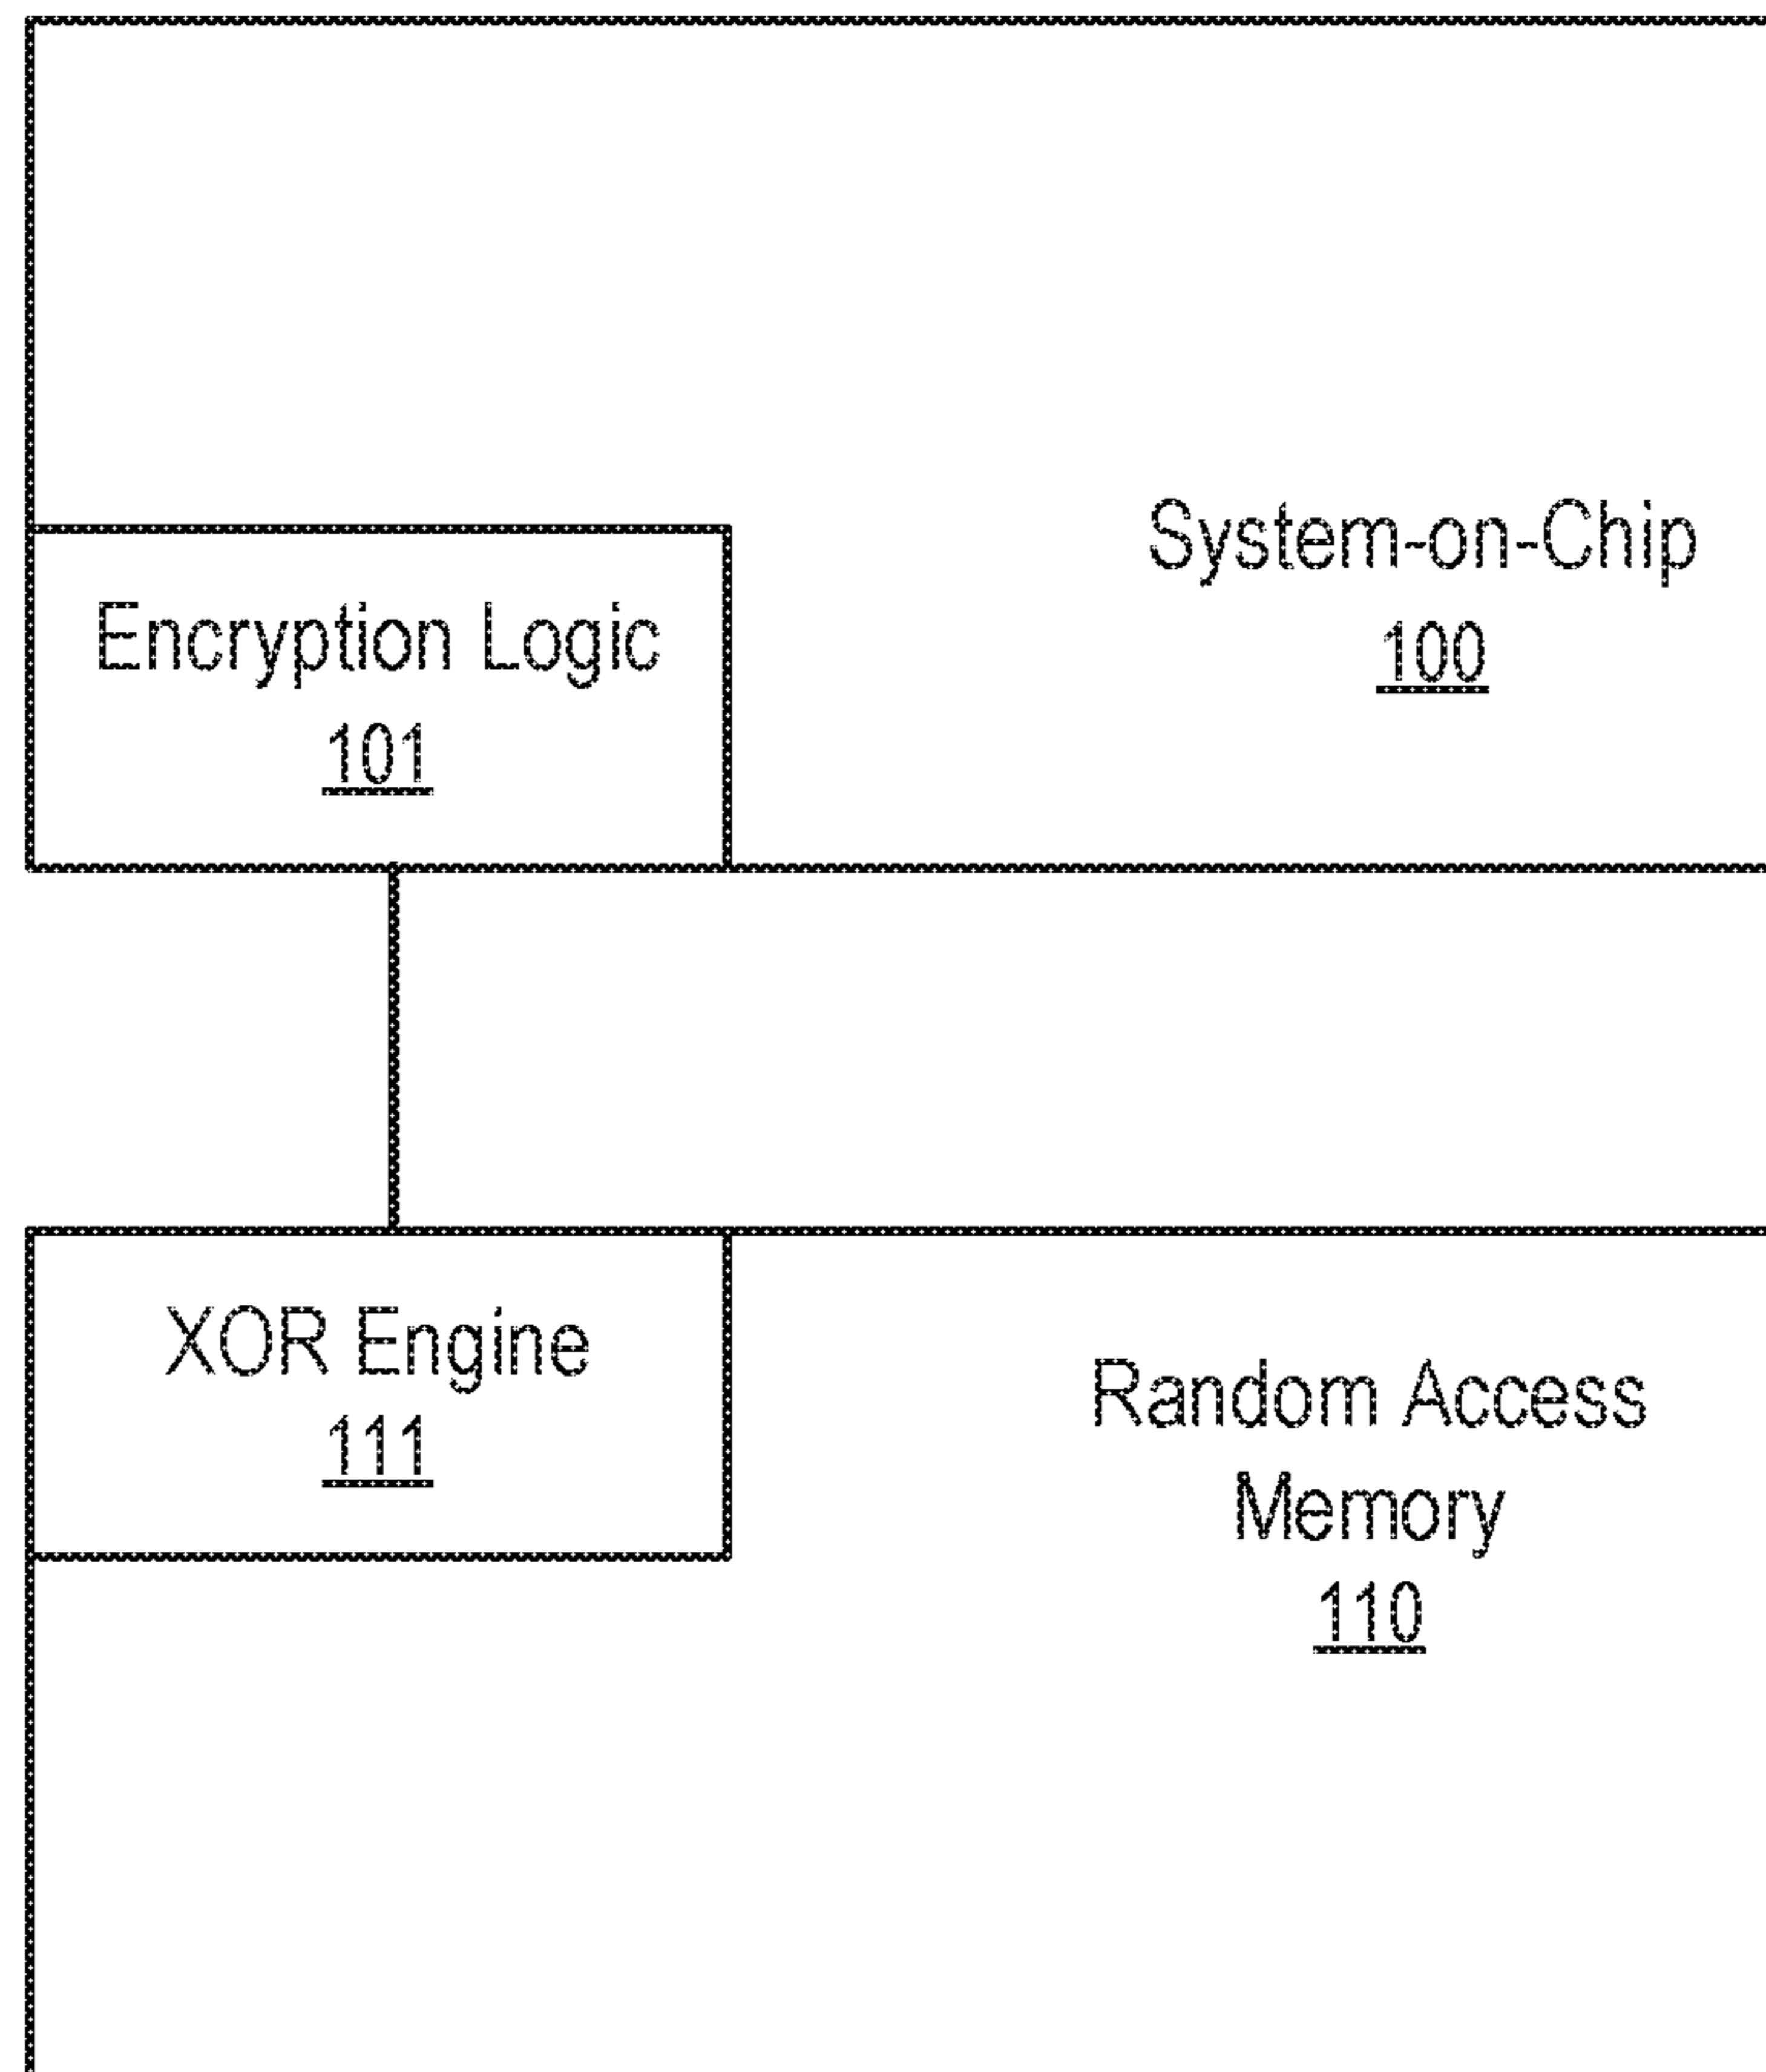 System-on-Chip
100
Encryption Logic
101
XOR Engine
111
Random Access
Memory
110